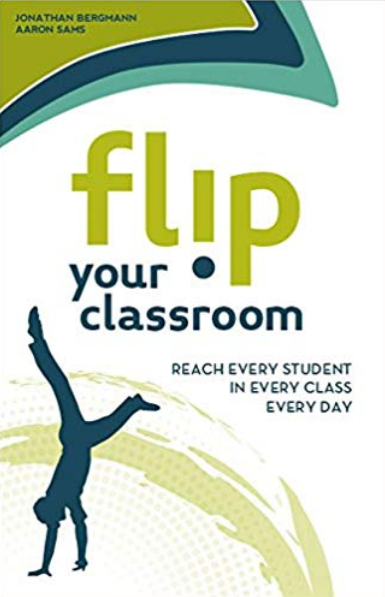 JONATHAN BERGMANN
AARON SAMS
flip
your
classroom
REACH EVERY STUDENT
IN EVERY CLASS
EVERY DAY